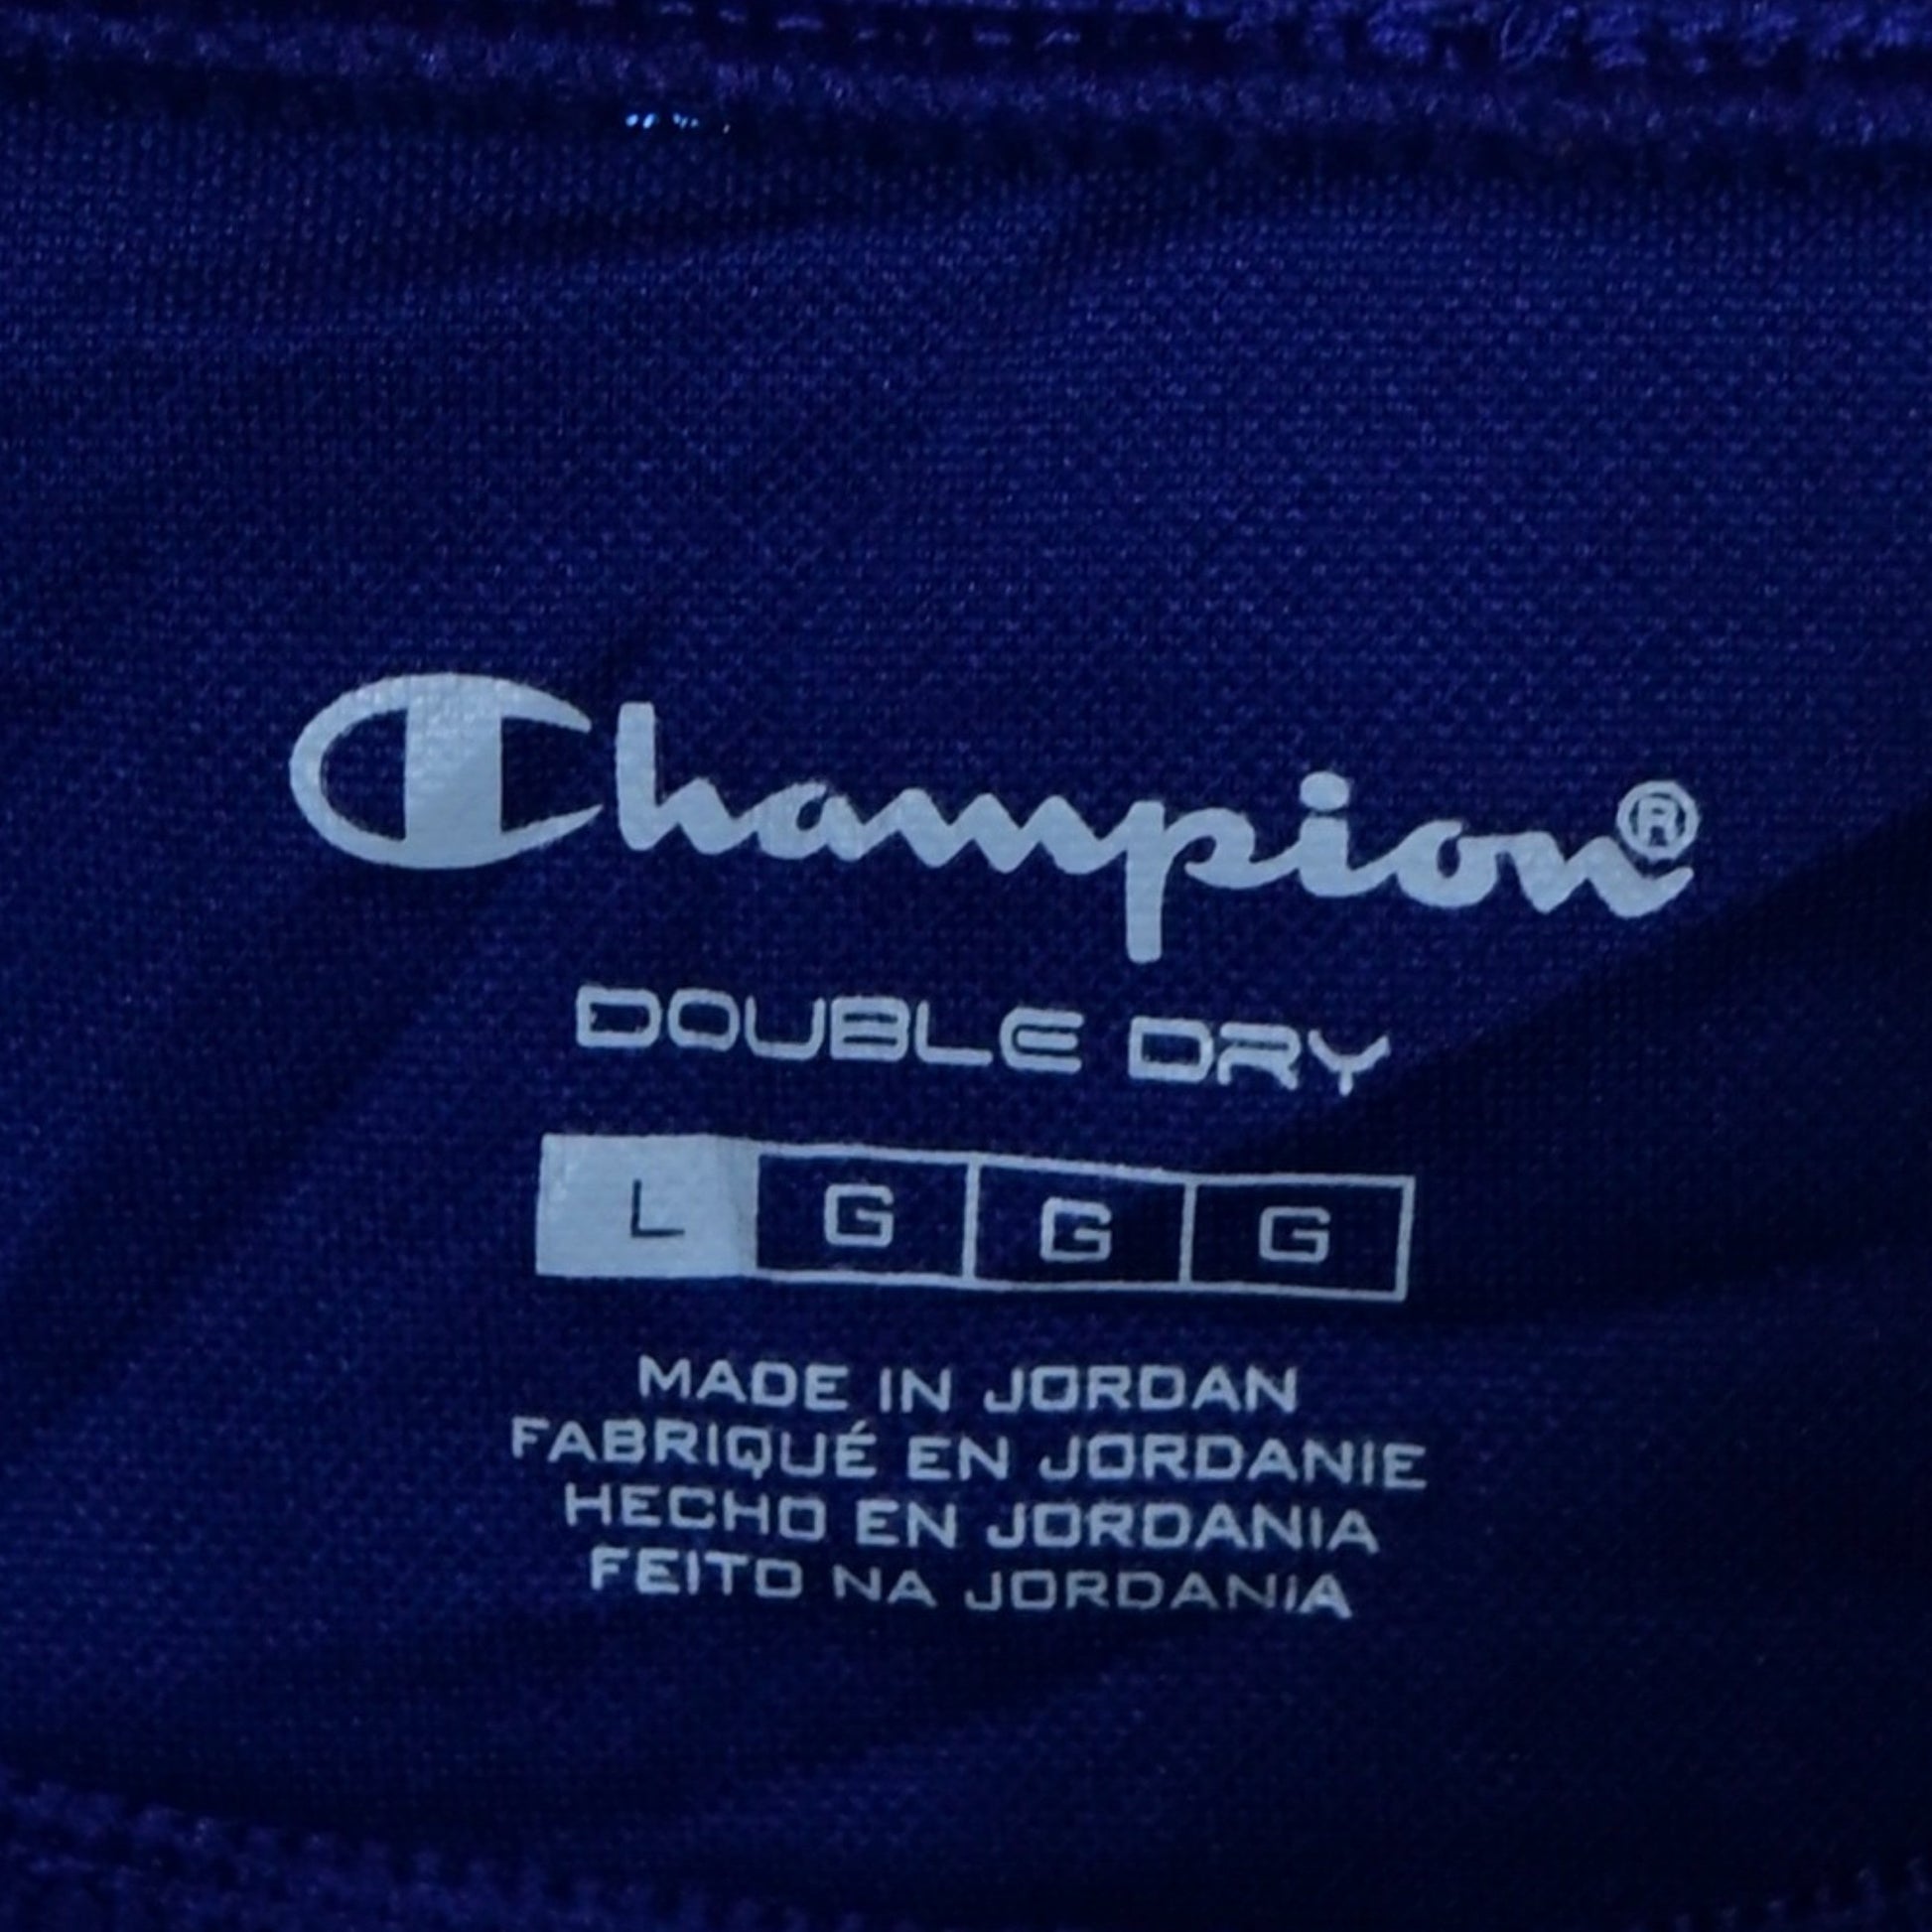 Champion®
DOUBLE DRY
L G G G
MADE IN JORDAN
FABRIQUÉ EN JORDANIE
HECHO EN JORDANIA
FEITO NA JORDANIA